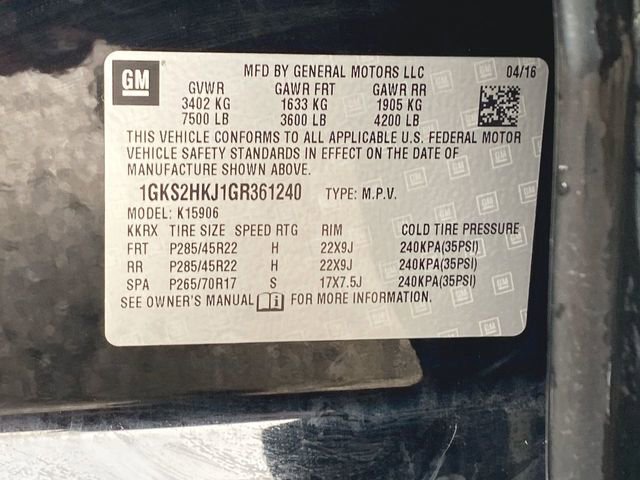 GM
MFD BY GENERAL MOTORS LLC 04/16
GVWR GAWR FRT GAWR RR
3402 KG 1633 KG 1905 KG
7500 LB 3600 LB 4200 LB
THIS VEHICLE CONFORMS TO ALL APPLICABLE U.S. FEDERAL MOTOR
VEHICLE SAFETY STANDARDS IN EFFECT ON THE DATE OF
MANUFACTURE SHOWN ABOVE.
1GKS2HKJ1GR361240 TYPE: M.P.V.
MODEL: K15906
KKRX TIRE SIZE SPEED RTG RIM COLD TIRE PRESSURE
FRT P285/45R22 H 22X9J 240KPA(35PSI)
RR P285/45R22 H 22X9J 240KPA(35PSI)
SPA P265/70R17 S 17X7.5J 240KPA(35PSI)
SEE OWNER'S MANUAL FOR MORE INFORMATION.